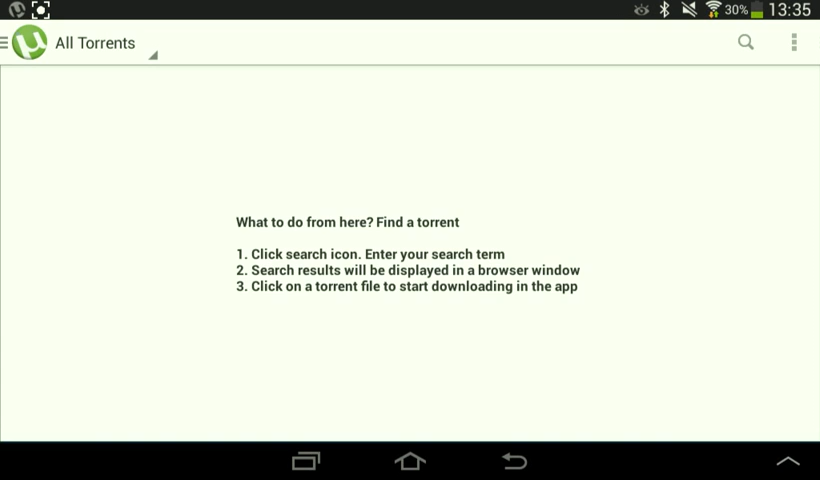 30% 13:35
All Torrents
What to do from here? Find a torrent
1. Click search icon. Enter your search term
2. Search results will be displayed in a browser window
3. Click on a torrent file to start downloading in the app